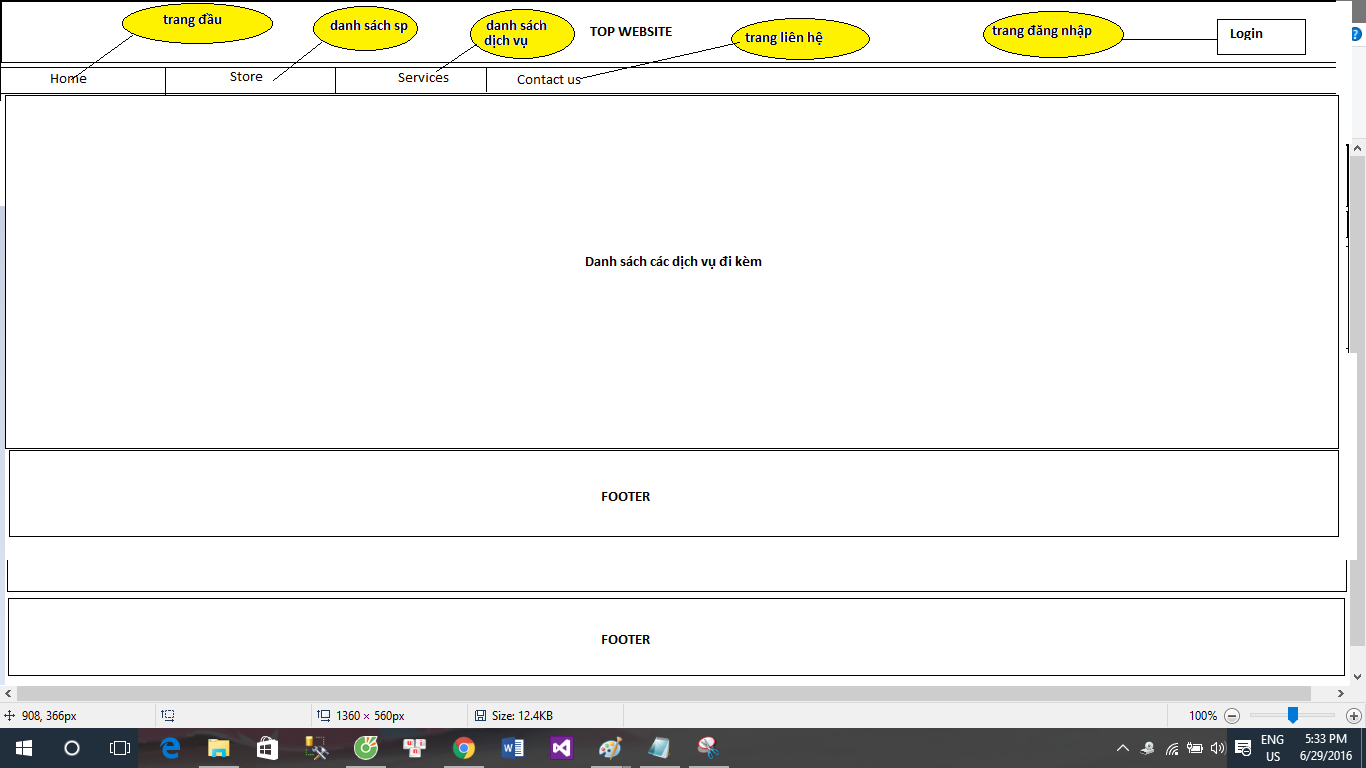 trang đầu
danh sách sp
danh sách
dịch vụ
TOP WEBSITE
trang liên hệ
trang đăng nhập
Login
Home
Store
Services
Contact us
Danh sách các dịch vụ đi kèm
FOOTER
FOOTER
908, 366px
1360 × 560px
Size: 12.4KB
100%
ENG
US
5:33 PM
6/29/2016